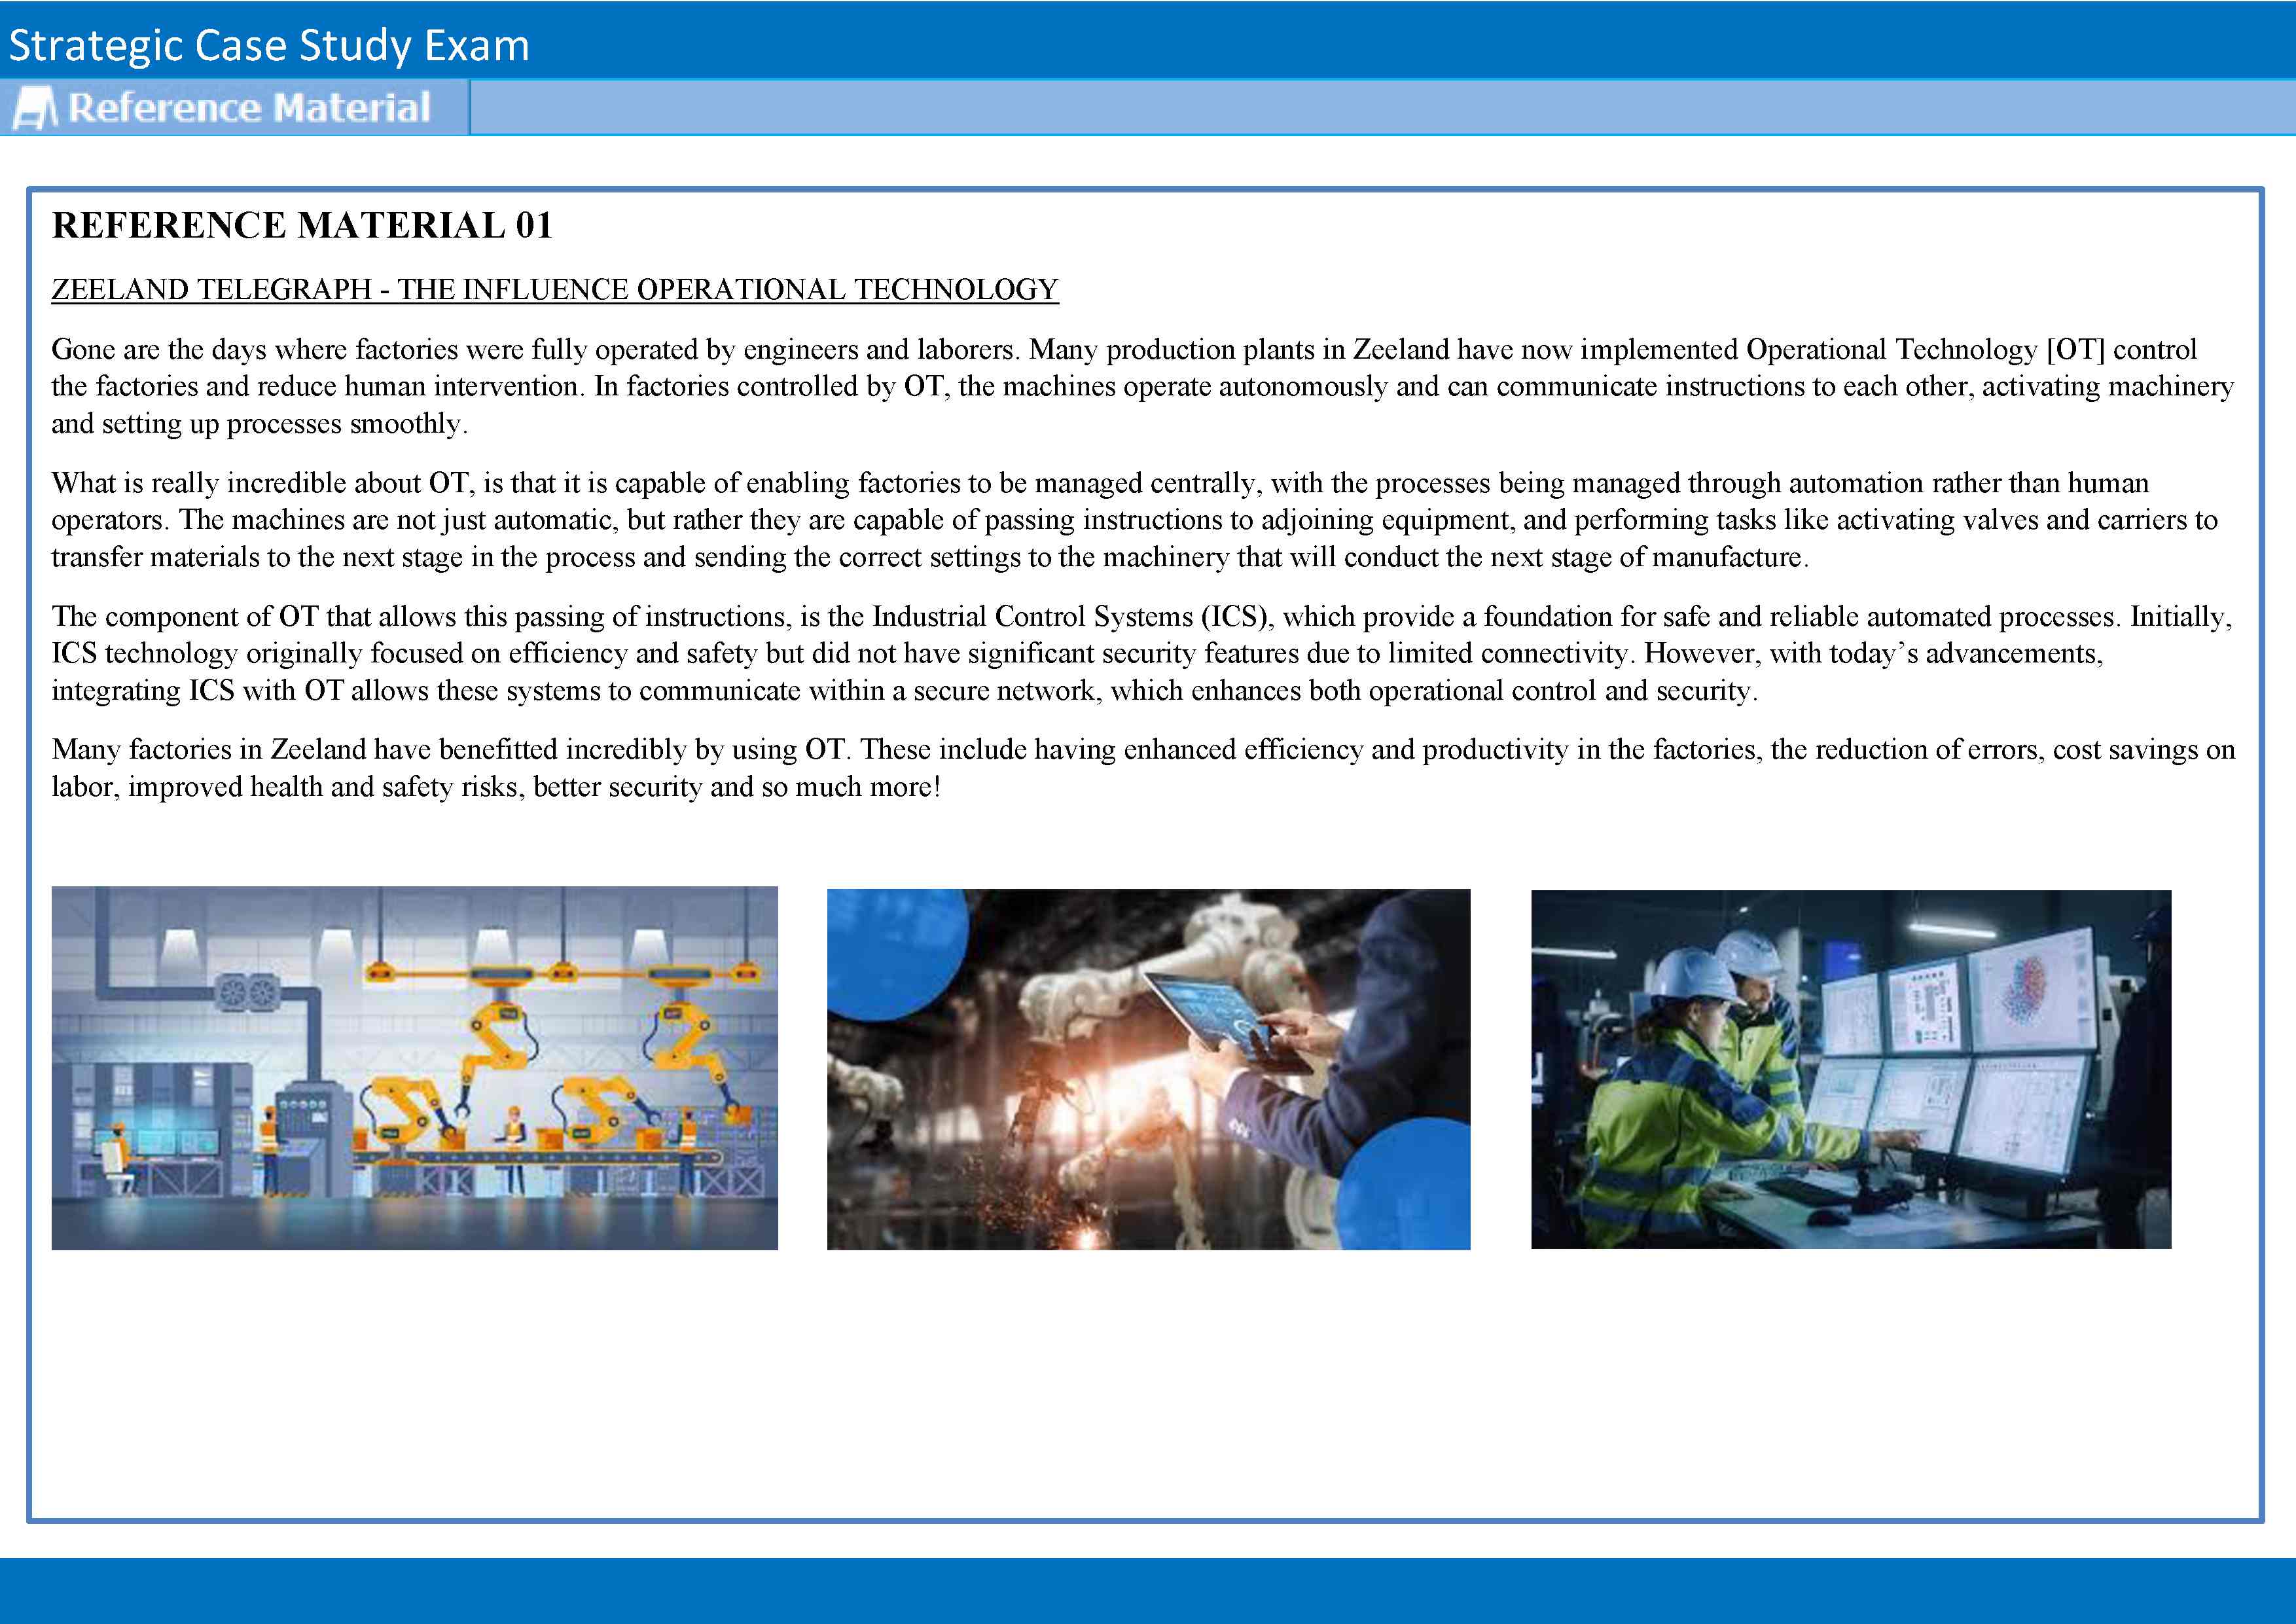 Strategic Case Study Exam
Reference Material
REFERENCE MATERIAL 01
ZEELAND TELEGRAPH - THE INFLUENCE OPERATIONAL TECHNOLOGY
Gone are the days where factories were fully operated by engineers and laborers. Many production plants in Zeeland have now implemented Operational Technology [OT] control
the factories and reduce human intervention. In factories controlled by OT, the machines operate autonomously and can communicate instructions to each other, activating machinery
and setting up processes smoothly.
What is really incredible about OT, is that it is capable of enabling factories to be managed centrally, with the processes being managed through automation rather than human
operators. The machines are not just automatic, but rather they are capable of passing instructions to adjoining equipment, and performing tasks like activating valves and carriers to
transfer materials to the next stage in the process and sending the correct settings to the machinery that will conduct the next stage of manufacture.
The component of OT that allows this passing of instructions, is the Industrial Control Systems (ICS), which provide a foundation for safe and reliable automated processes. Initially,
ICS technology originally focused on efficiency and safety but did not have significant security features due to limited connectivity. However, with today’s advancements,
integrating ICS with OT allows these systems to communicate within a secure network, which enhances both operational control and security.
Many factories in Zeeland have benefitted incredibly by using OT. These include having enhanced efficiency and productivity in the factories, the reduction of errors, cost savings on
labor, improved health and safety risks, better security and so much more!